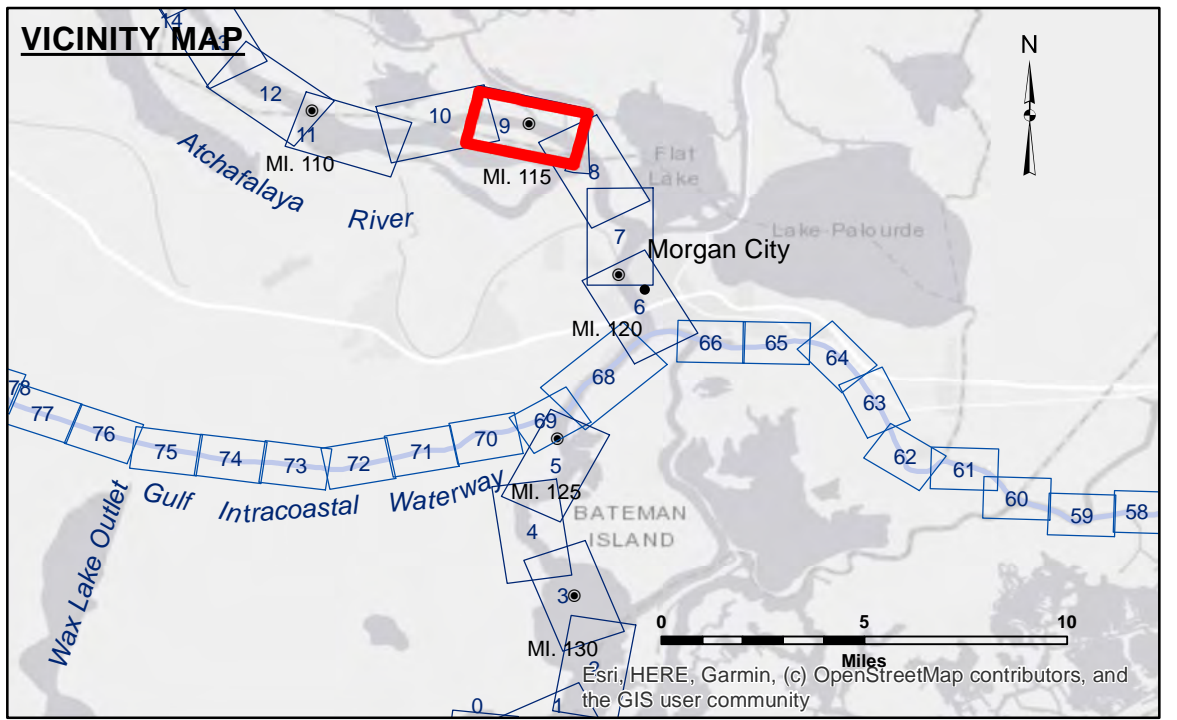 VICINITY MAP
N
14
13
12
11
MI. 110
10
9
MI. 115
8
Flat
Lake
Atchafalaya River
7
Morgan City
Lake Palourde
6
MI. 120
66
65
64
63
62
61
60
59
58
68
69
70
71
72
73
74
75
76
77
78
Gulf Intracoastal Waterway
Wax Lake Outlet
5
MI. 125
4
BATEMAN
ISLAND
3
MI. 130
2
1
0
0 5 10
Miles
Esri, HERE, Garmin, (c) OpenStreetMap contributors, and
the GIS user community